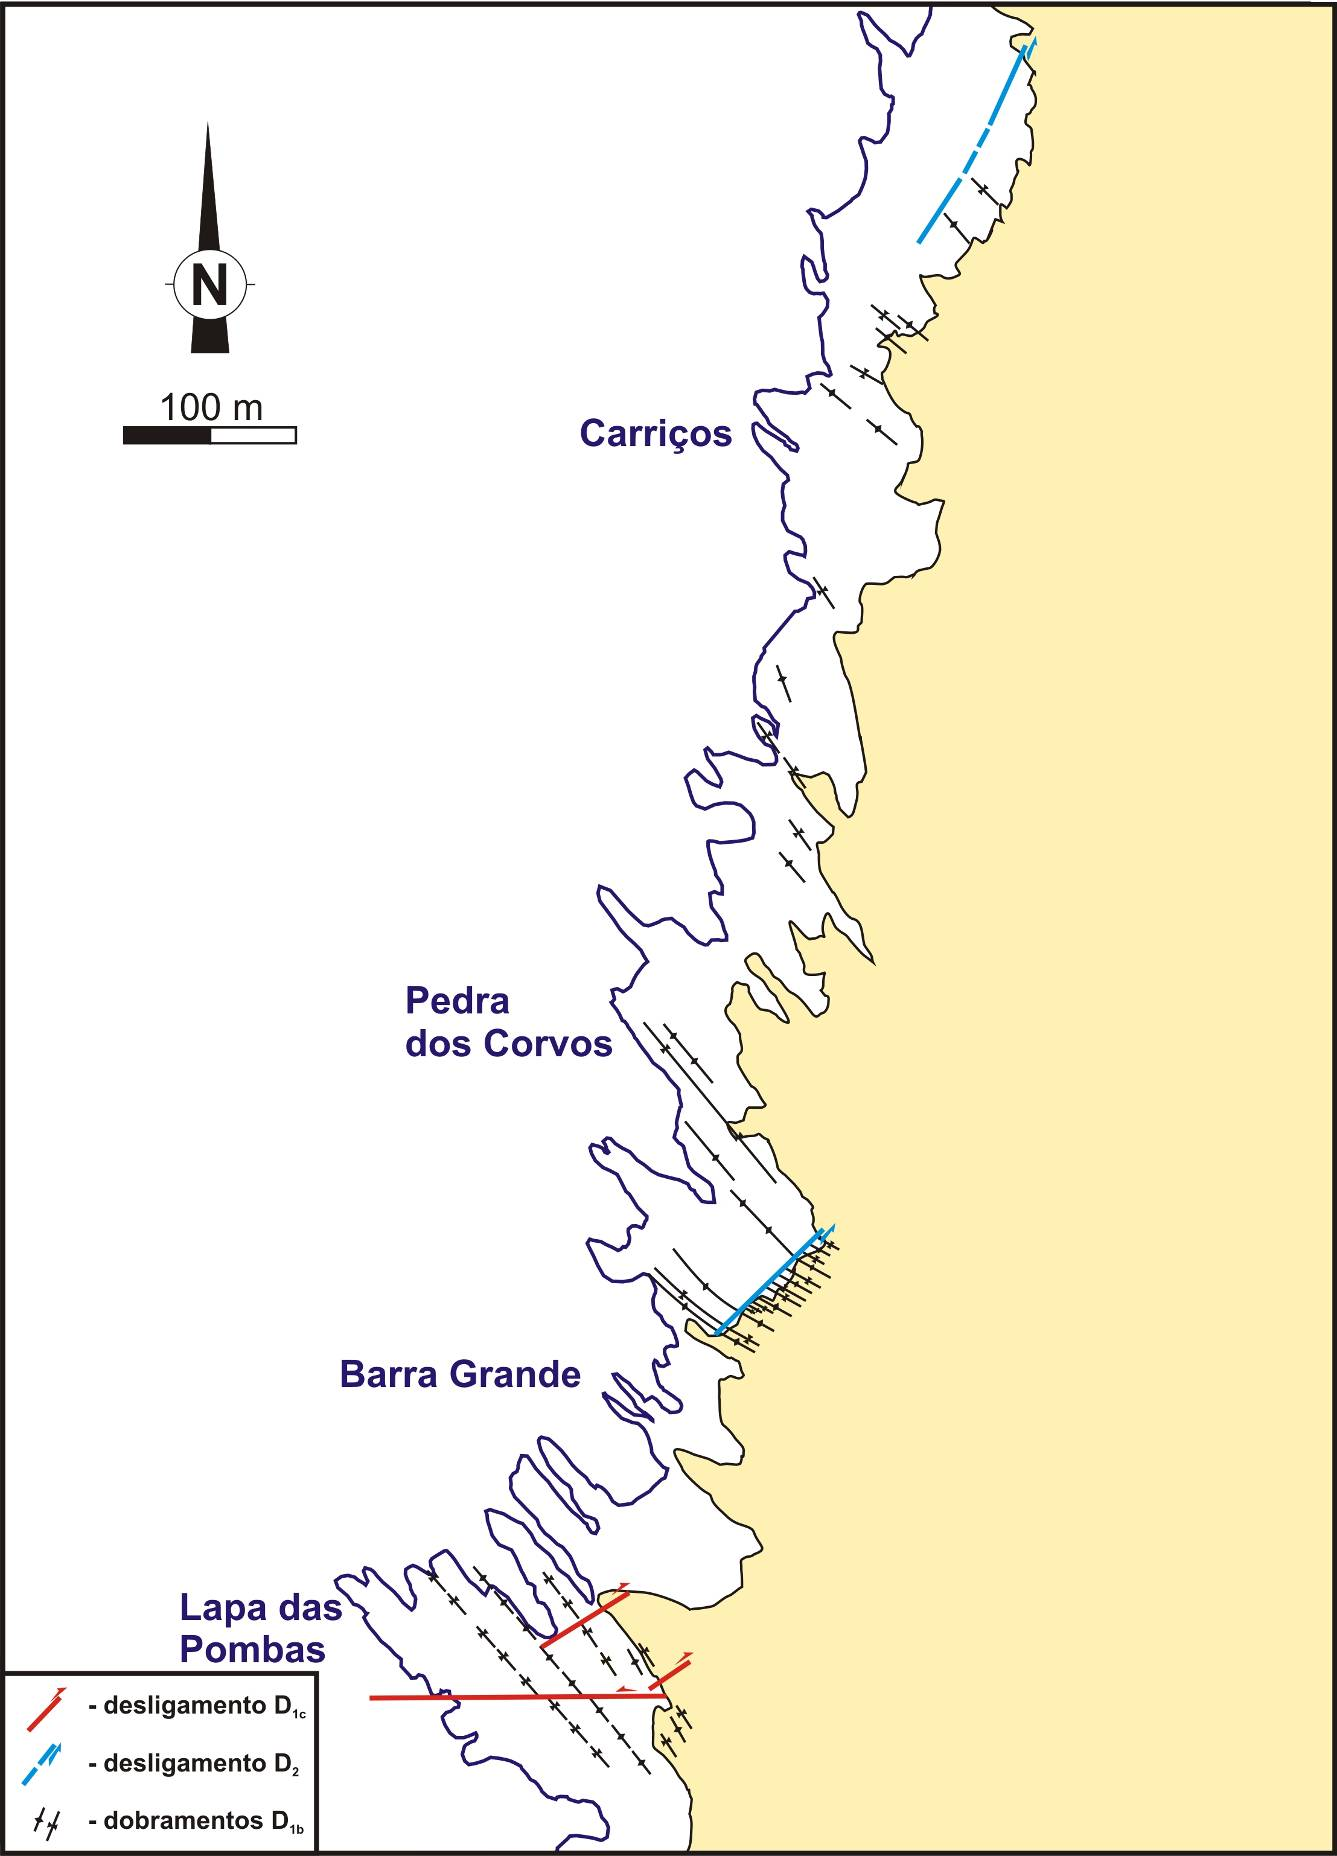 N
100 m
Carriços
Pedra
dos Corvos
Barra Grande
Lapa das
Pombas
- desligamento D1c
- desligamento D2
- dobramentos D1b